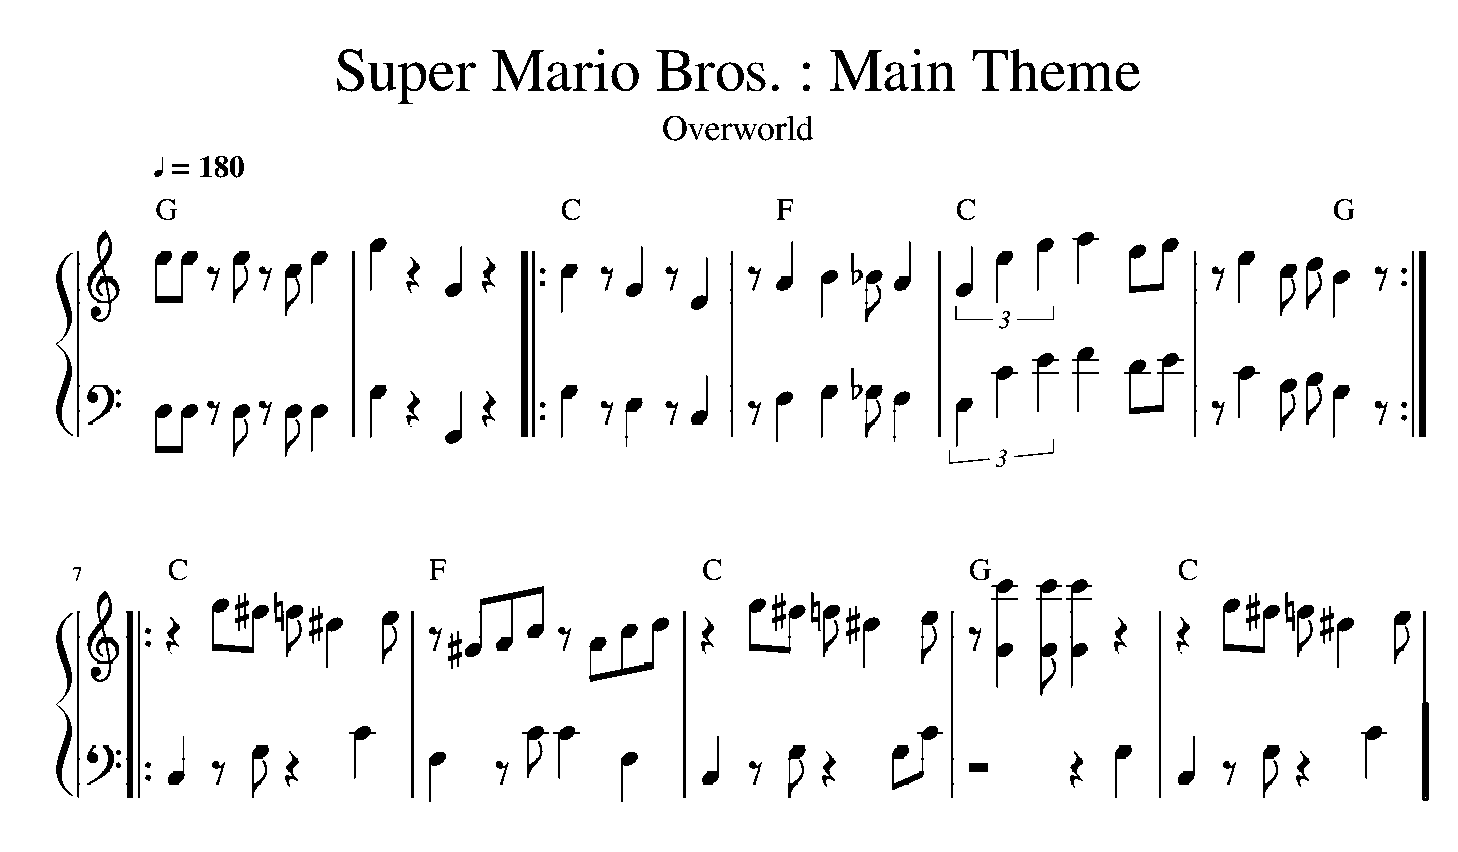 Super Mario Bros. : Main Theme
Overworld
♩ = 180
G C F C G
3
3
7 C F C G C